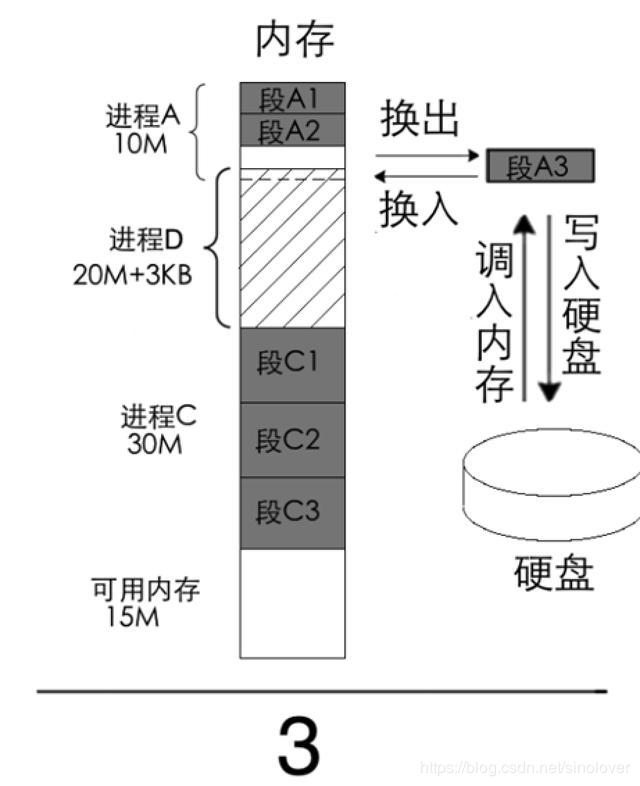 内存
段A1
进程A
10M
段A2
换出
段A3
换入
进程D
20M+3KB
调入内存
写入硬盘
段C1
进程C
30M
段C2
段C3
硬盘
可用内存
15M
3
https://blog.csdn.net/sinolover